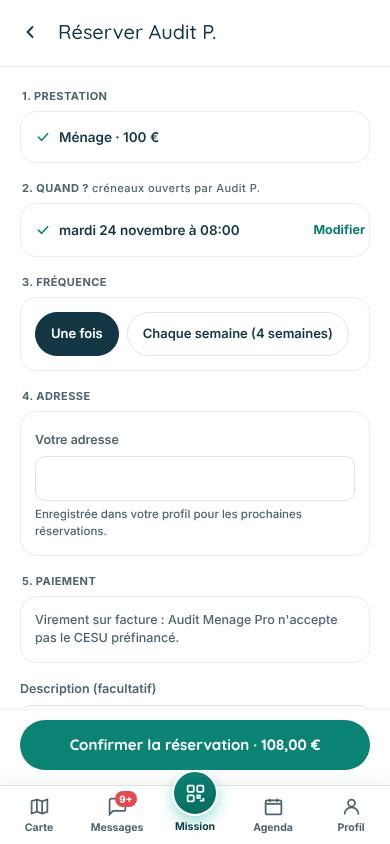 Réserver Audit P.
1. PRESTATION
Ménage · 100 €
2. QUAND ? créneaux ouverts par Audit P.
mardi 24 novembre à 08:00
Modifier
3. FRÉQUENCE
Une fois
Chaque semaine (4 semaines)
4. ADRESSE
Votre adresse
Enregistrée dans votre profil pour les prochaines
réservations.
5. PAIEMENT
Virement sur facture : Audit Menage Pro n'accepte
pas le CESU préfinancé.
Description (facultatif)
Confirmer la réservation · 108,00 €
9+
Carte
Messages
Mission
Agenda
Profil